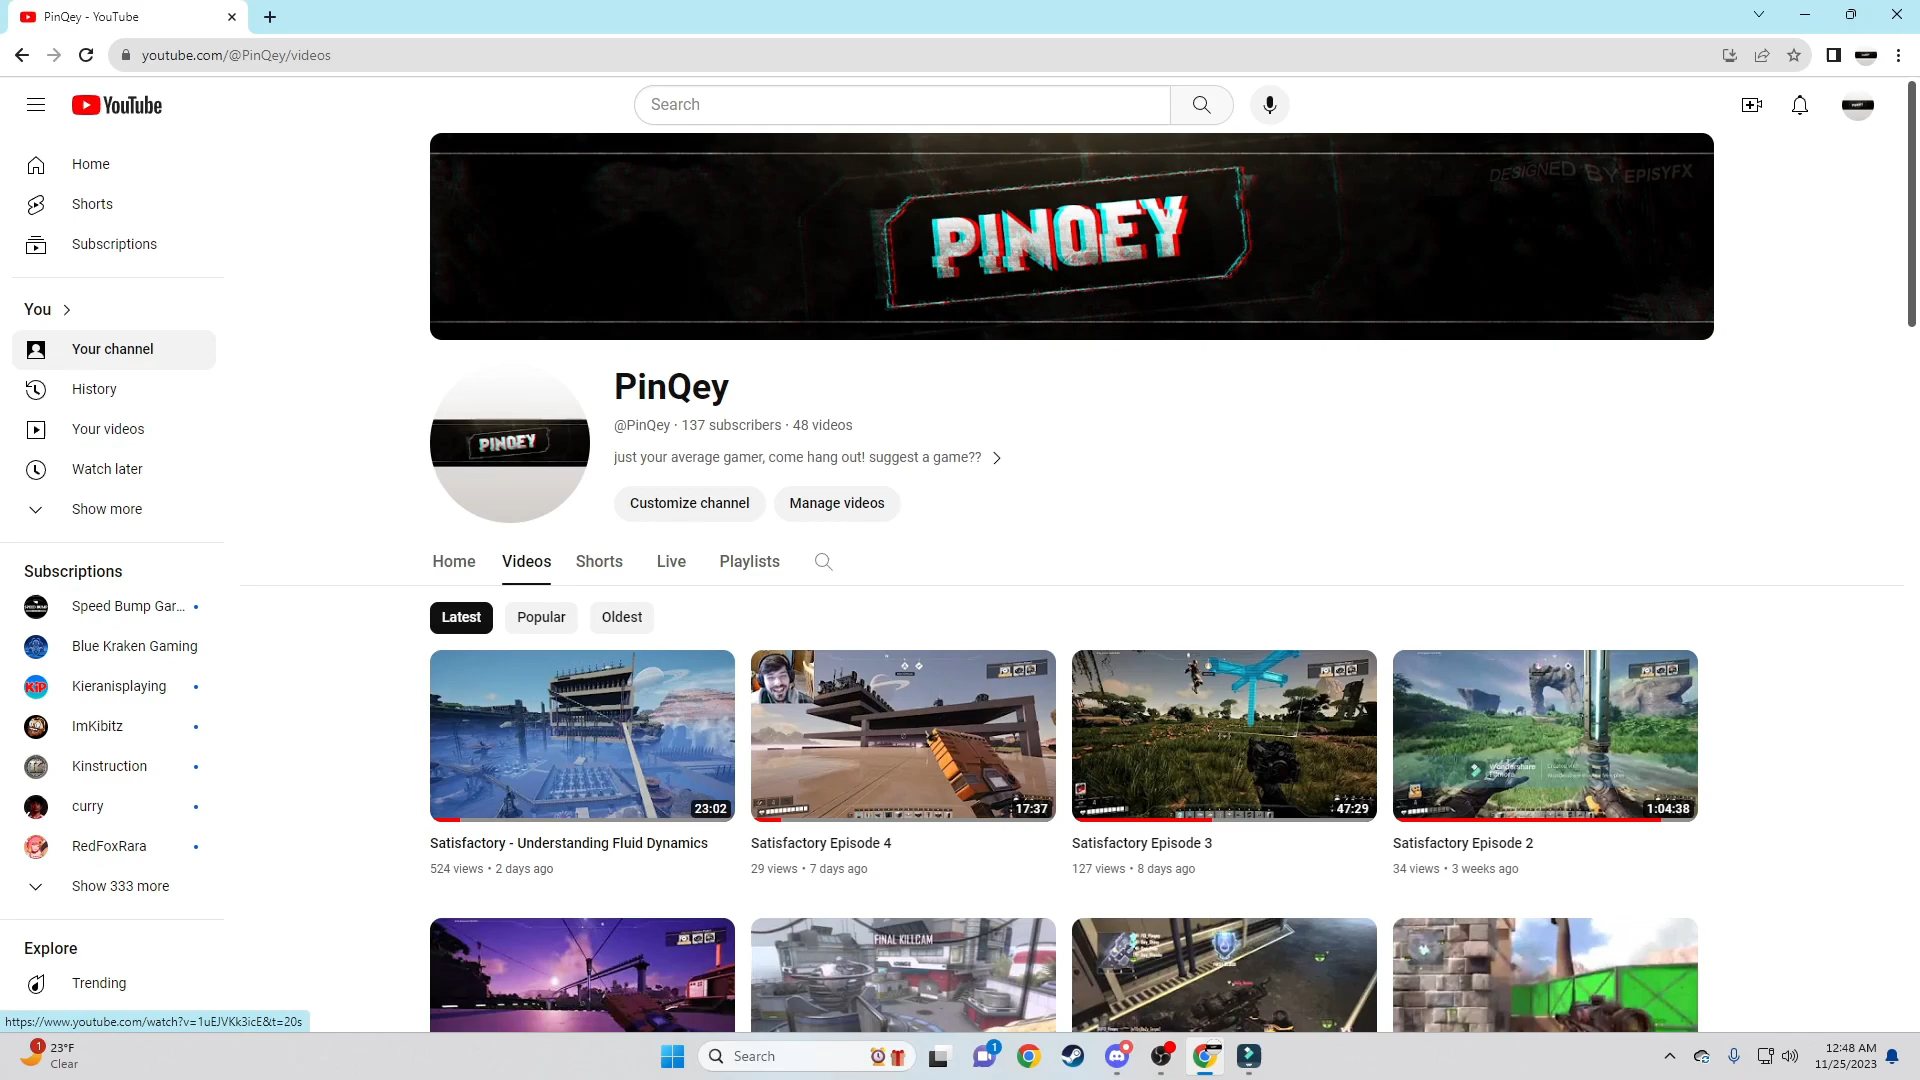 PinQey - YouTube
youtube.com/@PinQey/videos
YouTube
Search
DESIGNED BY EPISYFX
PINQEY
Home
Shorts
Subscriptions
You
Your channel
History
Your videos
Watch later
Show more
Subscriptions
Speed Bump Gar...
Blue Kraken Gaming
Kieranisplaying
KiP
ImKibitz
Kinstruction
curry
RedFoxRara
Show 333 more
Explore
Trending
PINQEY
PinQey
@PinQey · 137 subscribers · 48 videos
just your average gamer, come hang out! suggest a game??
Customize channel
Manage videos
Home Videos Shorts Live Playlists
Latest Popular Oldest
23:02
17:37
47:29
Wondershare
Filmora
1:04:38
Satisfactory - Understanding Fluid Dynamics
524 views • 2 days ago
Satisfactory Episode 4
29 views • 7 days ago
Satisfactory Episode 3
127 views • 8 days ago
Satisfactory Episode 2
34 views • 3 weeks ago
FINAL KILLCAM
https://www.youtube.com/watch?v=1uEJVKk3icE&t=20s
1
23°F
Clear
Search
1
12:48 AM
11/25/2023